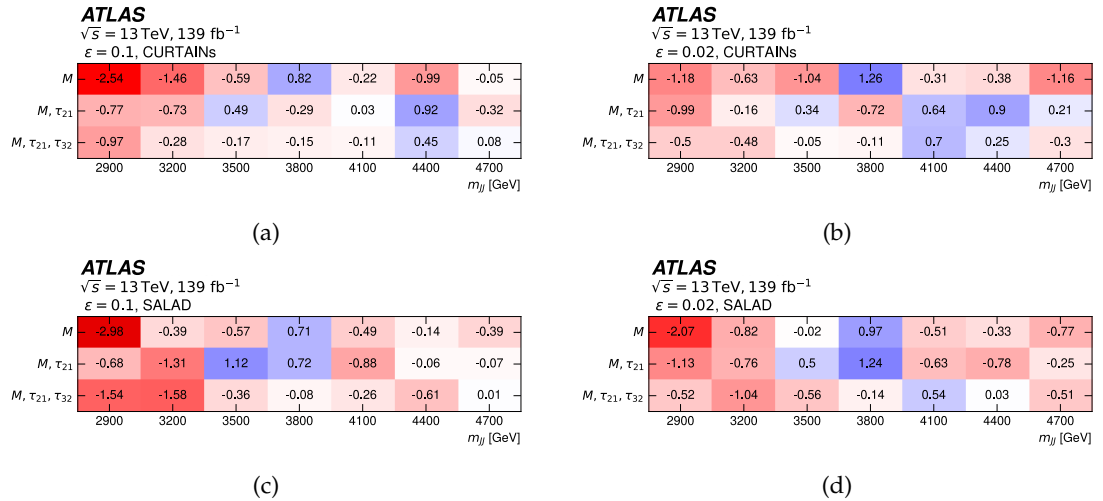 ATLAS
√s = 13 TeV, 139 fb⁻¹
ε = 0.1, CURTAINs
M -2.54 -1.46 -0.59 0.82 -0.22 -0.99 -0.05
M, τ₂₁ -0.77 -0.73 0.49 -0.29 0.03 0.92 -0.32
M, τ₂₁, τ₃₂ -0.97 -0.28 -0.17 -0.15 -0.11 0.45 0.08
2900 3200 3500 3800 4100 4400 4700
m_JJ [GeV]
(a)
ATLAS
√s = 13 TeV, 139 fb⁻¹
ε = 0.02, CURTAINs
M -1.18 -0.63 -1.04 1.26 -0.31 -0.38 -1.16
M, τ₂₁ -0.99 -0.16 0.34 -0.72 0.64 0.9 0.21
M, τ₂₁, τ₃₂ -0.5 -0.48 -0.05 -0.11 0.7 0.25 -0.3
2900 3200 3500 3800 4100 4400 4700
m_JJ [GeV]
(b)
ATLAS
√s = 13 TeV, 139 fb⁻¹
ε = 0.1, SALAD
M -2.98 -0.39 -0.57 0.71 -0.49 -0.14 -0.39
M, τ₂₁ -0.68 -1.31 1.12 0.72 -0.88 -0.06 -0.07
M, τ₂₁, τ₃₂ -1.54 -1.58 -0.36 -0.08 -0.26 -0.61 0.01
2900 3200 3500 3800 4100 4400 4700
m_JJ [GeV]
(c)
ATLAS
√s = 13 TeV, 139 fb⁻¹
ε = 0.02, SALAD
M -2.07 -0.82 -0.02 0.97 -0.51 -0.33 -0.77
M, τ₂₁ -1.13 -0.76 0.5 1.24 -0.63 -0.78 -0.25
M, τ₂₁, τ₃₂ -0.52 -1.04 -0.56 -0.14 0.54 0.03 -0.51
2900 3200 3500 3800 4100 4400 4700
m_JJ [GeV]
(d)